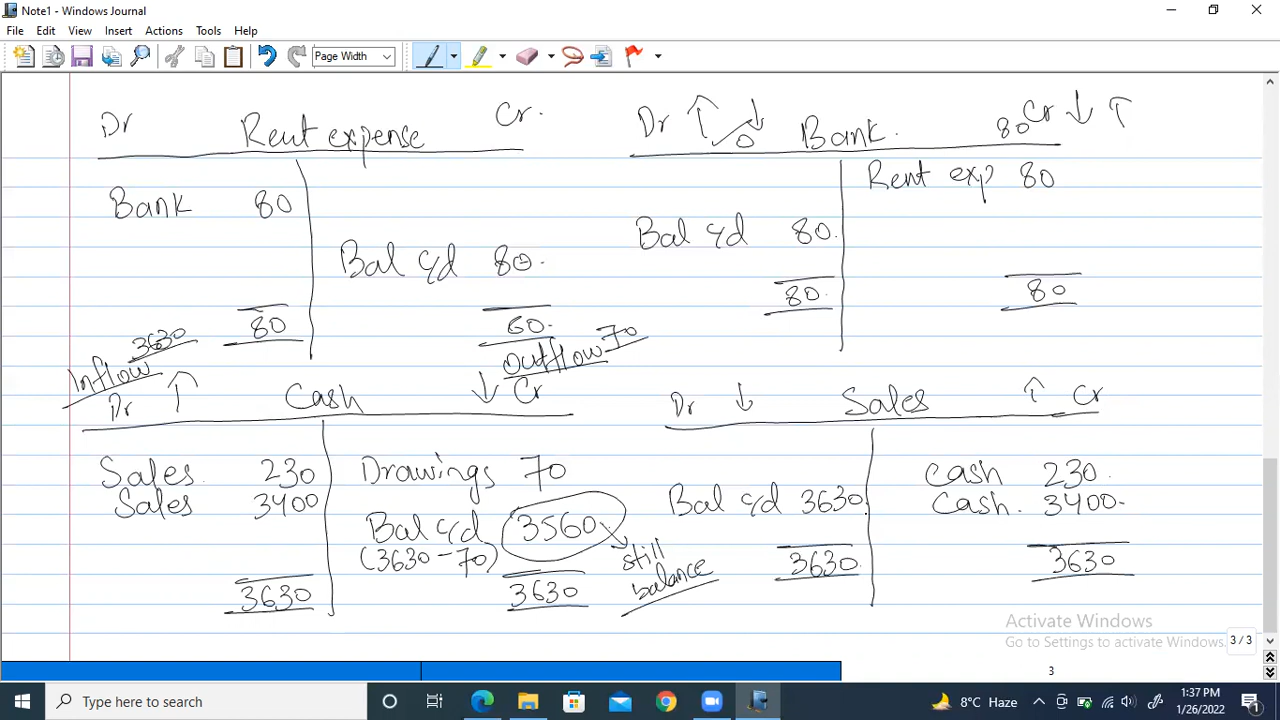 Note1 - Windows Journal
File Edit View Insert Actions Tools Help
Page Width
Dr Rent expense Cr.
Bank 80
Bal c/d 80.
80
60.
Dr ↑ ↓ 0 Bank. 80 Cr ↓ ↑
Rent exp 80
Bal c/d 80.
80.
80.
Inflow 3630
Outflow 70
Dr ↑ Cash ↓ Cr
Sales. 230
Sales 3400
Drawings 70
Bal c/d 3560
(3630-70)
still
balance
3630
3630
Dr ↓ Sales ↑ Cr
Cash 230.
Cash. 3400.
Bal c/d 3630.
3630.
3630
Activate Windows
Go to Settings to activate Windows.
3 / 3
3
Type here to search
8°C Haze
1:37 PM
1/26/2022
1